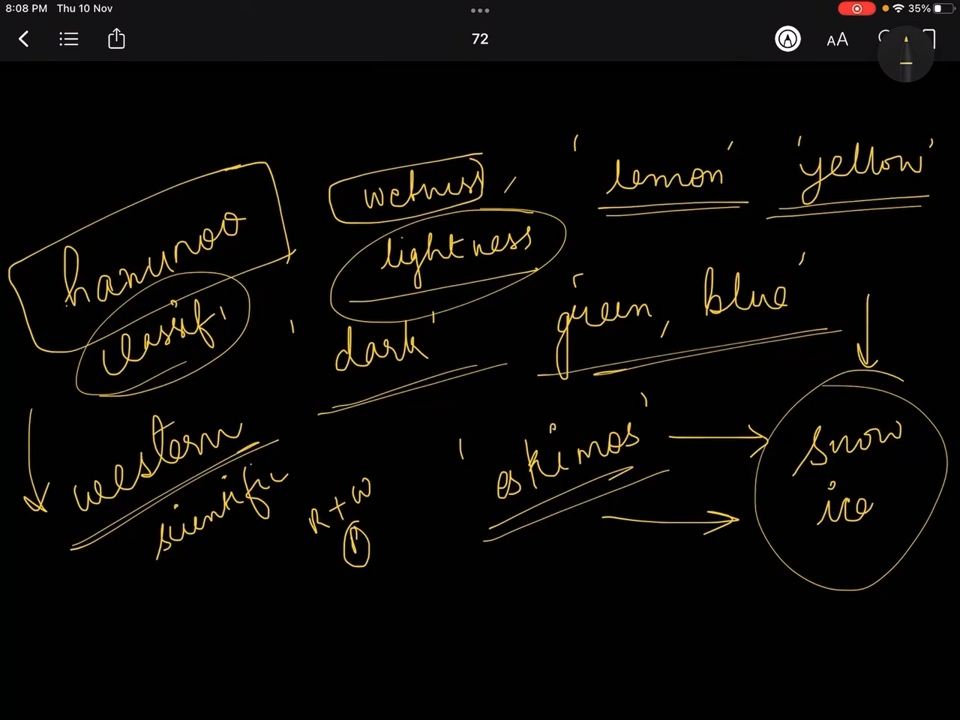 8:08 PM Thu 10 Nov
35%
72
AA
hanunoo
classif'
western
scientific
wetness,
lightness
'dark'
R+W
'lemon' 'yellow'
green, blue'
'eskimos'
snow
ice